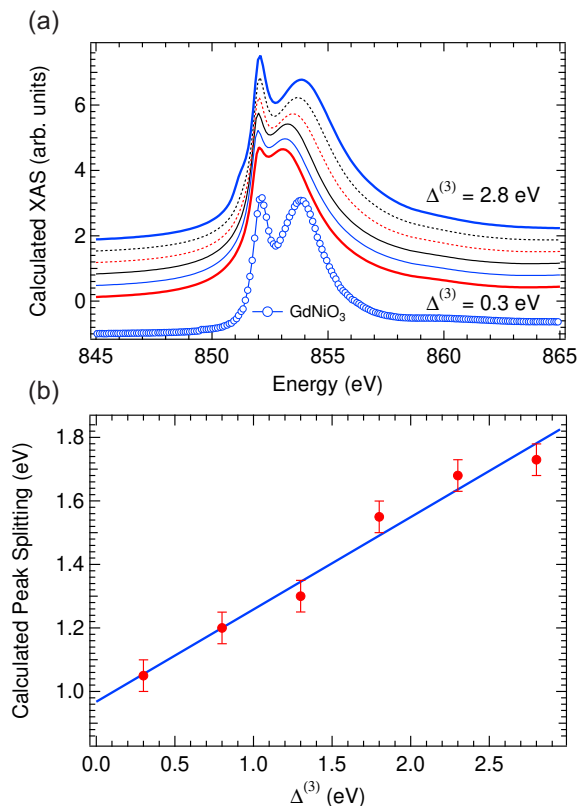 (a)
Calculated XAS (arb. units)
6
4
2
0
Δ(3) = 2.8 eV
Δ(3) = 0.3 eV
GdNiO3
845
850
855
860
865
Energy (eV)
(b)
Calculated Peak Splitting (eV)
1.8
1.6
1.4
1.2
1.0
0.0
0.5
1.0
1.5
2.0
2.5
Δ(3) (eV)